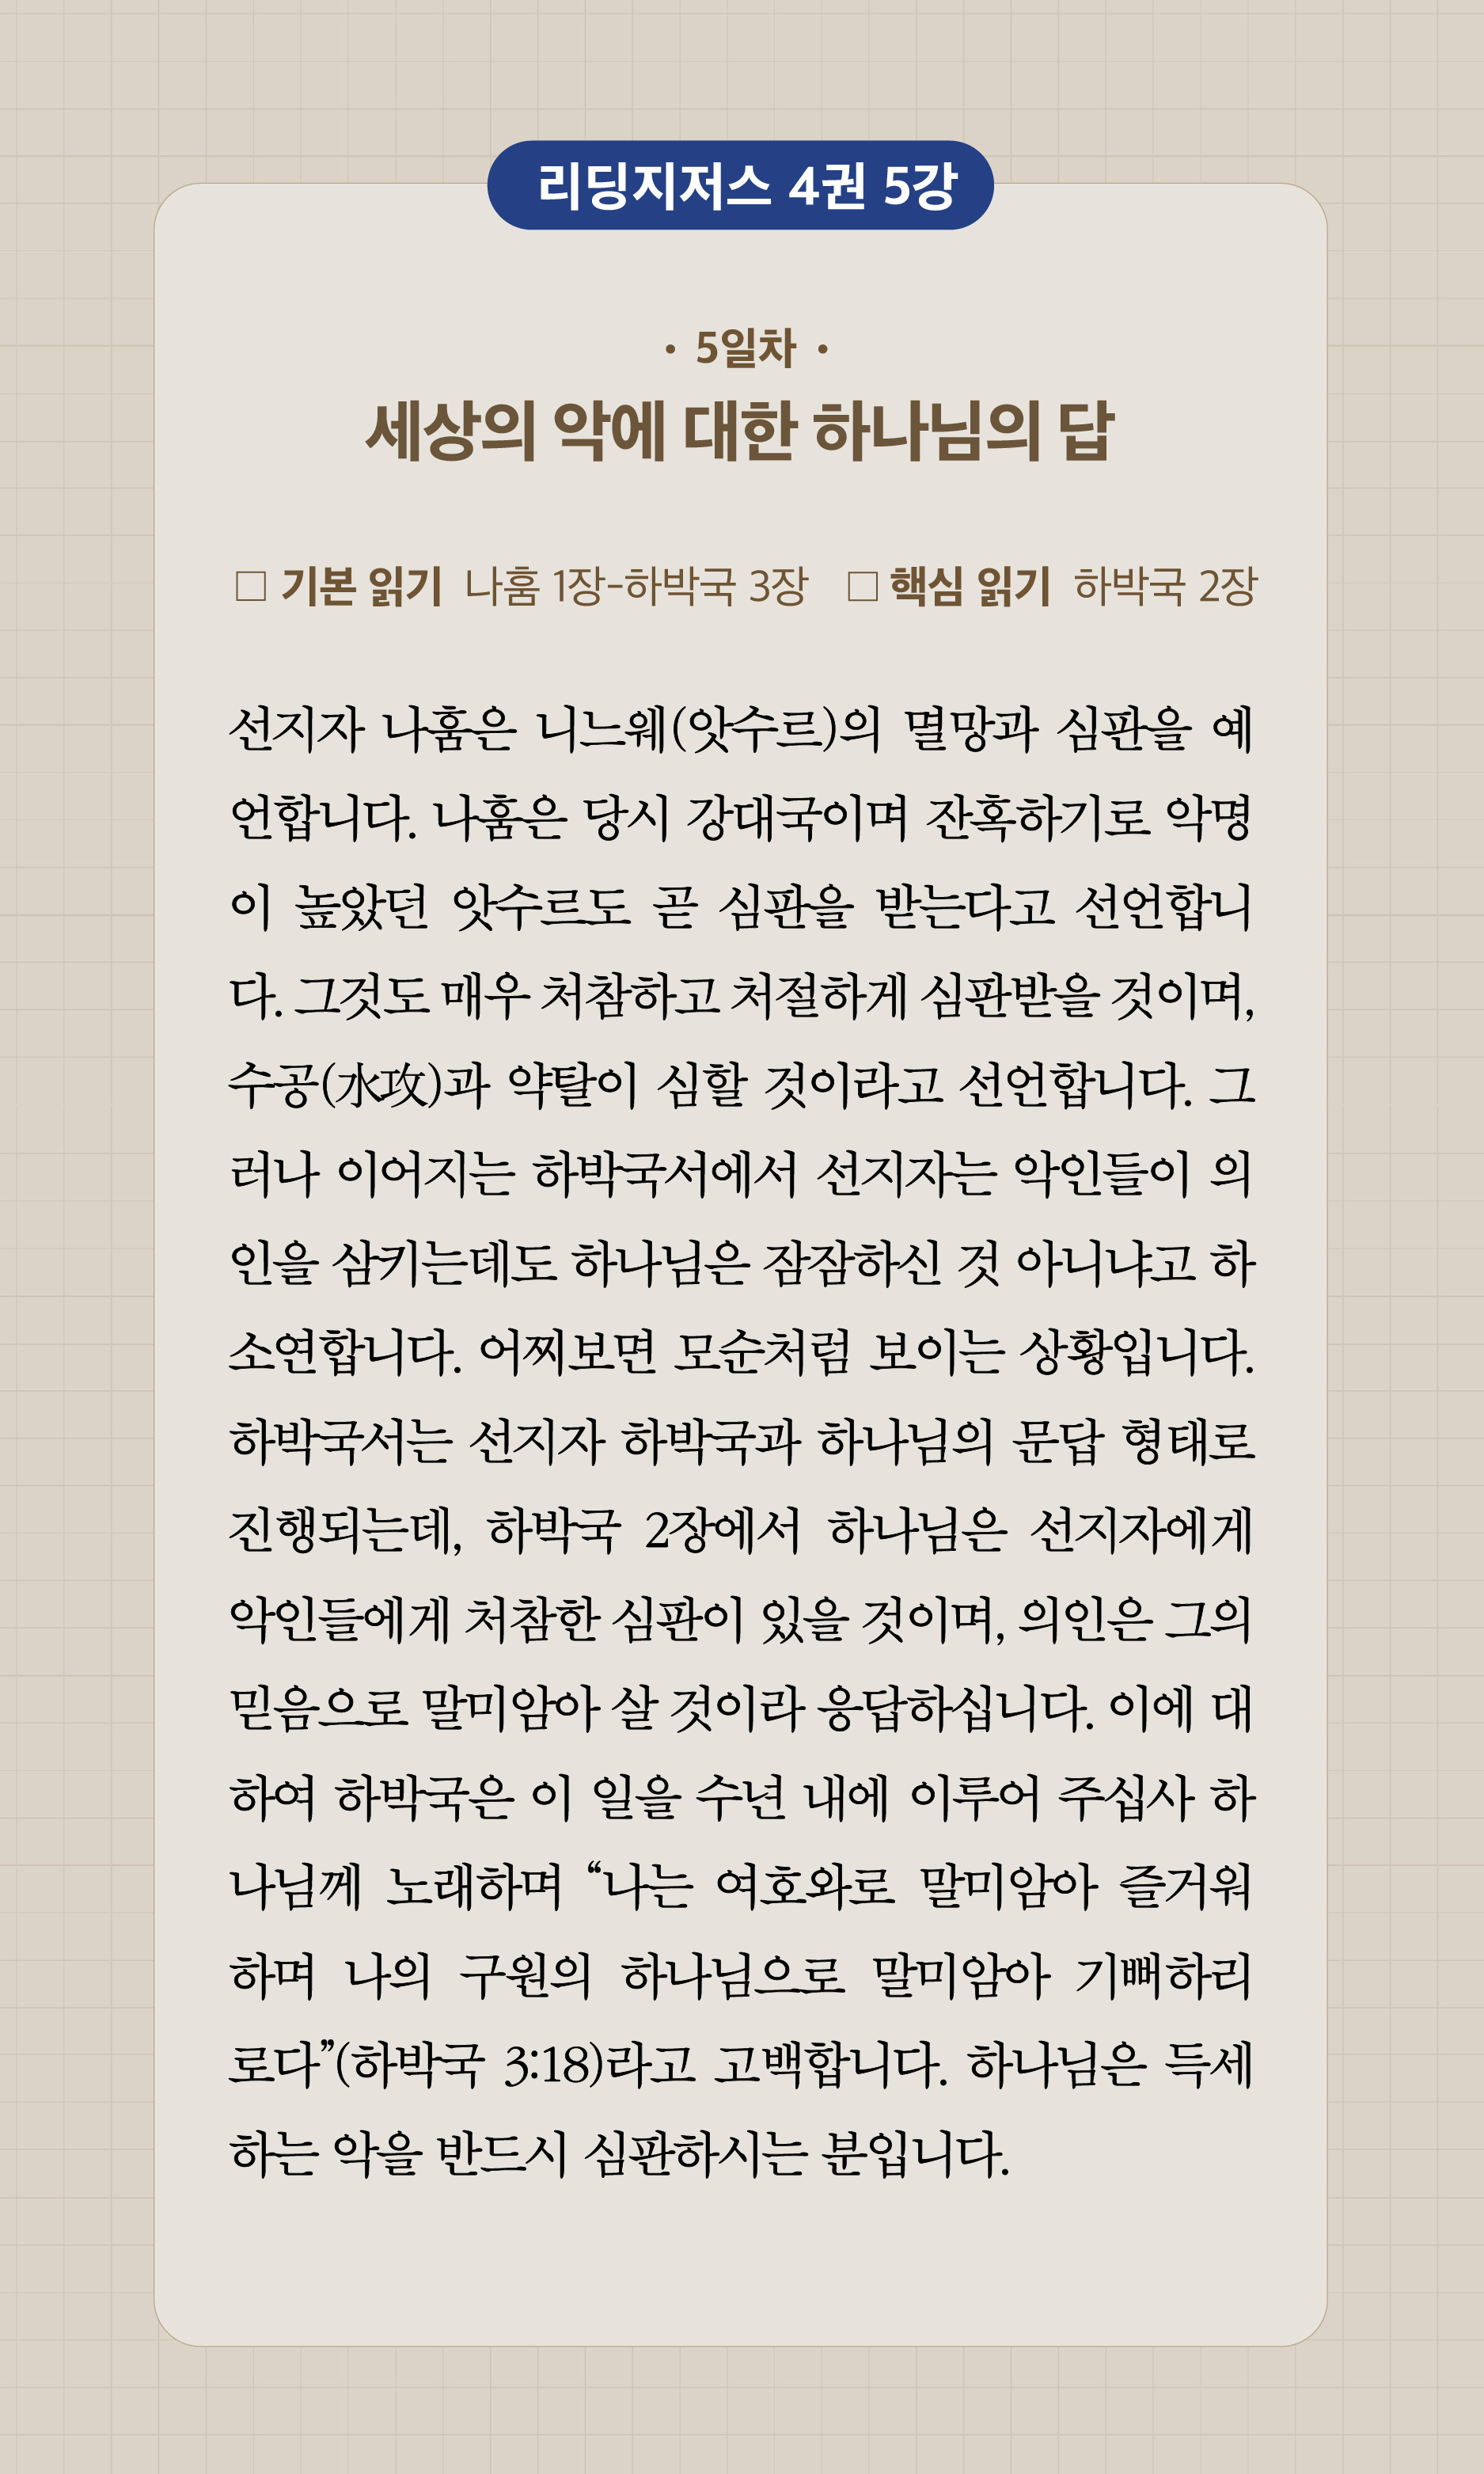 리딩지저스 4권 5강
· 5일차 ·
세상의 악에 대한 하나님의 답
□ 기본 읽기 나훔 1장-하박국 3장 □ 핵심 읽기 하박국 2장
선지자 나훔은 니느웨(앗수르)의 멸망과 심판을 예
언합니다. 나훔은 당시 강대국이며 잔혹하기로 악명
이 높았던 앗수르도 곧 심판을 받는다고 선언합니
다. 그것도 매우 처참하고 처절하게 심판받을 것이며,
수공(水攻)과 약탈이 심할 것이라고 선언합니다. 그
러나 이어지는 하박국서에서 선지자는 악인들이 의
인을 삼키는데도 하나님은 잠잠하신 것 아니냐고 하
소연합니다. 어찌보면 모순처럼 보이는 상황입니다.
하박국서는 선지자 하박국과 하나님의 문답 형태로
진행되는데, 하박국 2장에서 하나님은 선지자에게
악인들에게 처참한 심판이 있을 것이며, 의인은 그의
믿음으로 말미암아 살 것이라 응답하십니다. 이에 대
하여 하박국은 이 일을 수년 내에 이루어 주십사 하
나님께 노래하며 “나는 여호와로 말미암아 즐거워
하며 나의 구원의 하나님으로 말미암아 기뻐하리
로다”(하박국 3:18)라고 고백합니다. 하나님은 득세
하는 악을 반드시 심판하시는 분입니다.